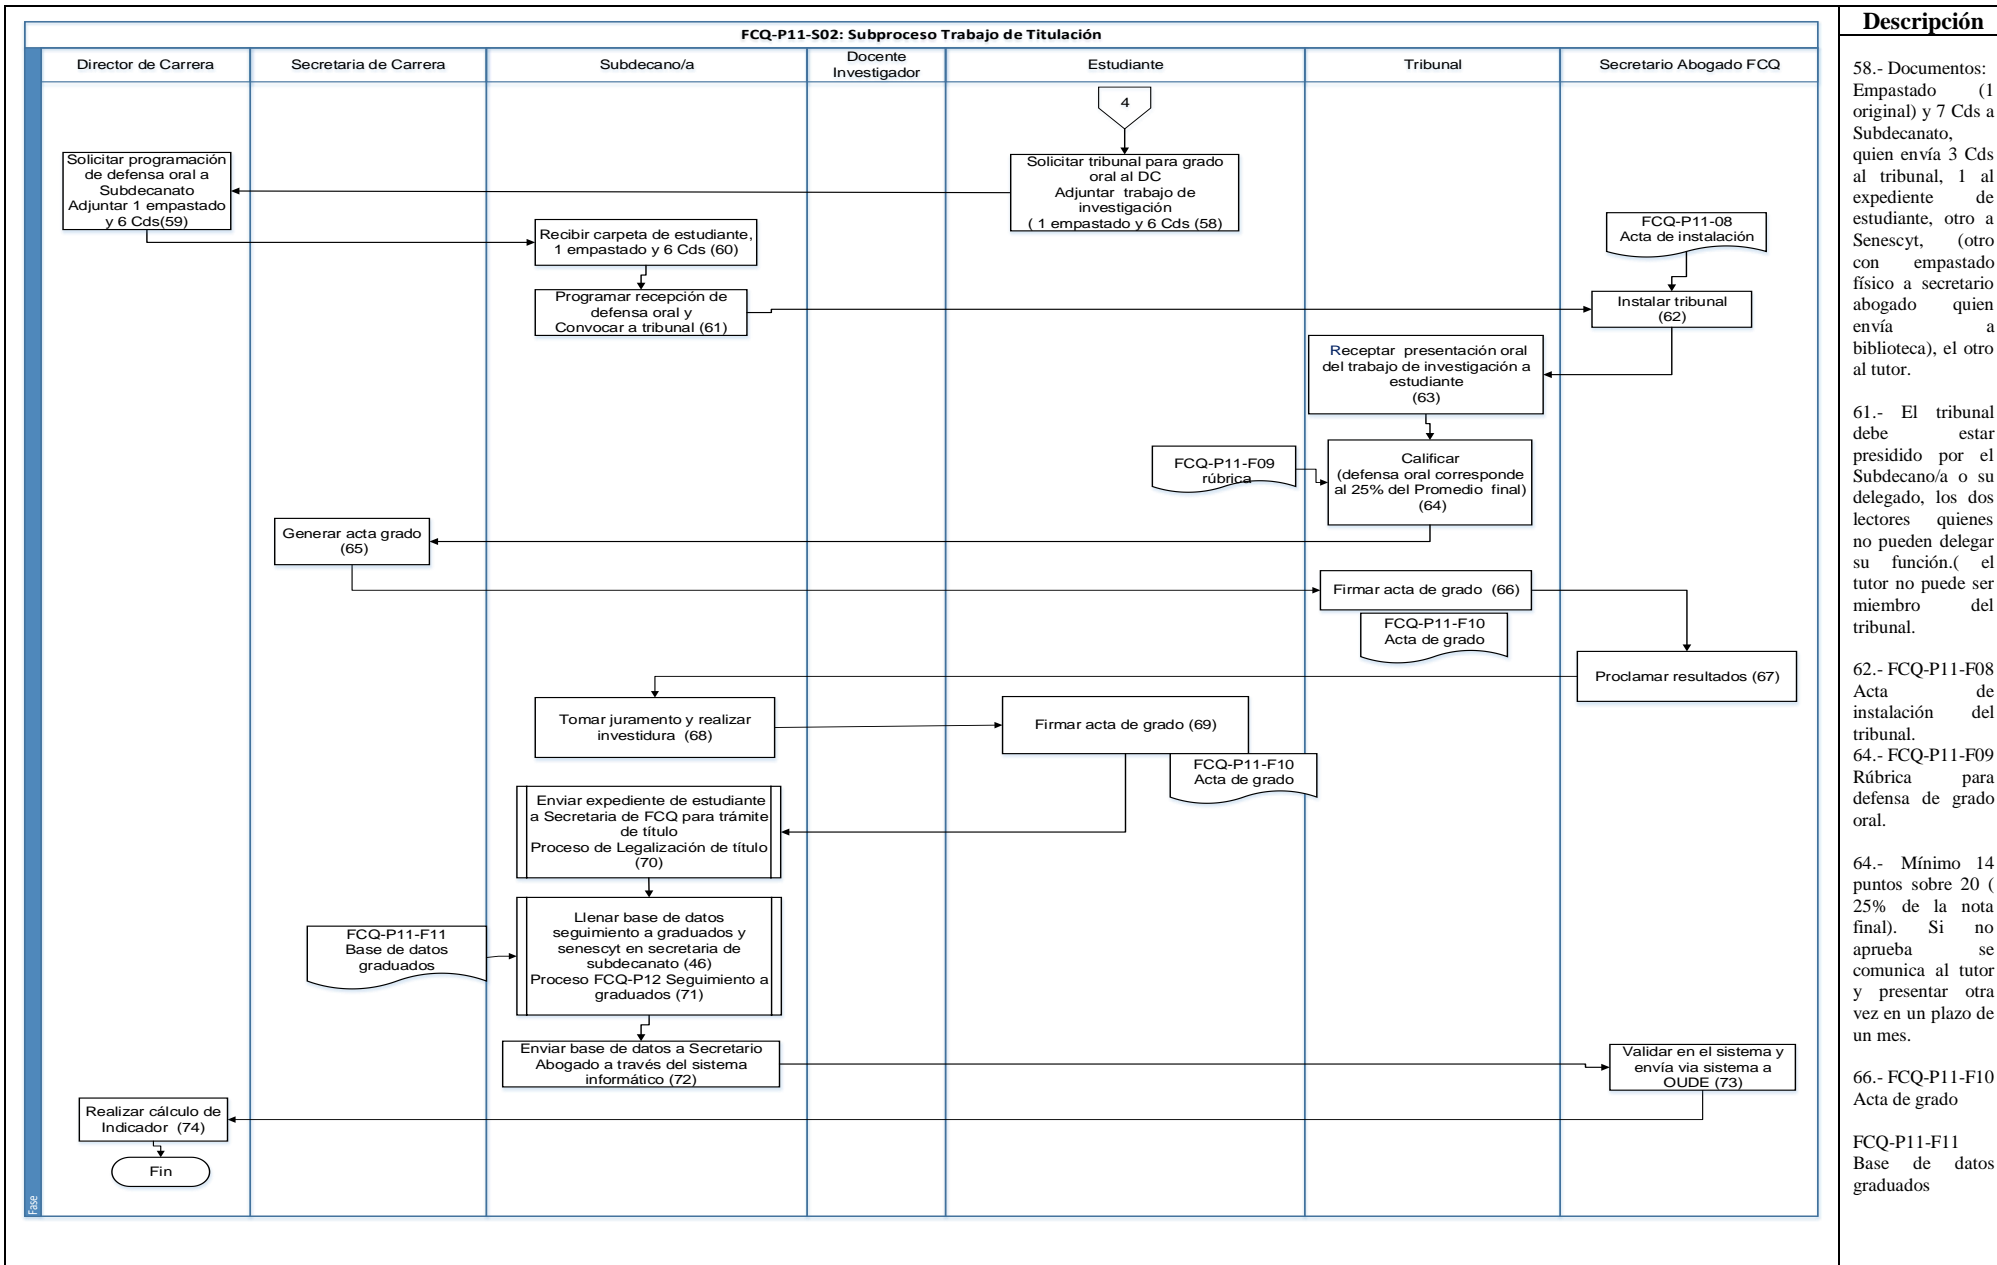 FCQ-P11-S02: Subproceso Trabajo de Titulación
Director de Carrera
Secretaria de Carrera
Subdecano/a
Docente
Investigador
Estudiante
Tribunal
Secretario Abogado FCQ
4
Solicitar tribunal para grado
oral al DC
Adjuntar trabajo de
investigación
( 1 empastado y 6 Cds (58)
Solicitar programación
de defensa oral a
Subdecanato
Adjuntar 1 empastado
y 6 Cds(59)
Recibir carpeta de estudiante,
1 empastado y 6 Cds (60)
Programar recepción de
defensa oral y
Convocar a tribunal (61)
FCQ-P11-08
Acta de instalación
Instalar tribunal
(62)
Receptar presentación oral
del trabajo de investigación a
estudiante
(63)
FCQ-P11-F09
rúbrica
Calificar
(defensa oral corresponde
al 25% del Promedio final)
(64)
Generar acta grado
(65)
Firmar acta de grado (66)
FCQ-P11-F10
Acta de grado
Proclamar resultados (67)
Tomar juramento y realizar
investidura (68)
Firmar acta de grado (69)
FCQ-P11-F10
Acta de grado
Enviar expediente de estudiante
a Secretaria de FCQ para trámite
de título
Proceso de Legalización de título
(70)
FCQ-P11-F11
Base de datos
graduados
Llenar base de datos
seguimiento a graduados y
senescyt en secretaria de
subdecanato (46)
Proceso FCQ-P12 Seguimiento a
graduados (71)
Enviar base de datos a Secretario
Abogado a través del sistema
informático (72)
Validar en el sistema y
envía via sistema a
OUDE (73)
Realizar cálculo de
Indicador (74)
Fin
Fase
Descripción
58.- Documentos:
Empastado (1
original) y 7 Cds a
Subdecanato,
quien envía 3 Cds
al tribunal, 1 al
expediente de
estudiante, otro a
Senescyt, (otro
con empastado
físico a secretario
abogado quien
envía a
biblioteca), el otro
al tutor.
61.- El tribunal
debe estar
presidido por el
Subdecano/a o su
delegado, los dos
lectores quienes
no pueden delegar
su función.( el
tutor no puede ser
miembro del
tribunal.
62.- FCQ-P11-F08
Acta de
instalación del
tribunal.
64.- FCQ-P11-F09
Rúbrica para
defensa de grado
oral.
64.- Mínimo 14
puntos sobre 20 (
25% de la nota
final). Si no
aprueba se
comunica al tutor
y presentar otra
vez en un plazo de
un mes.
66.- FCQ-P11-F10
Acta de grado
FCQ-P11-F11
Base de datos
graduados